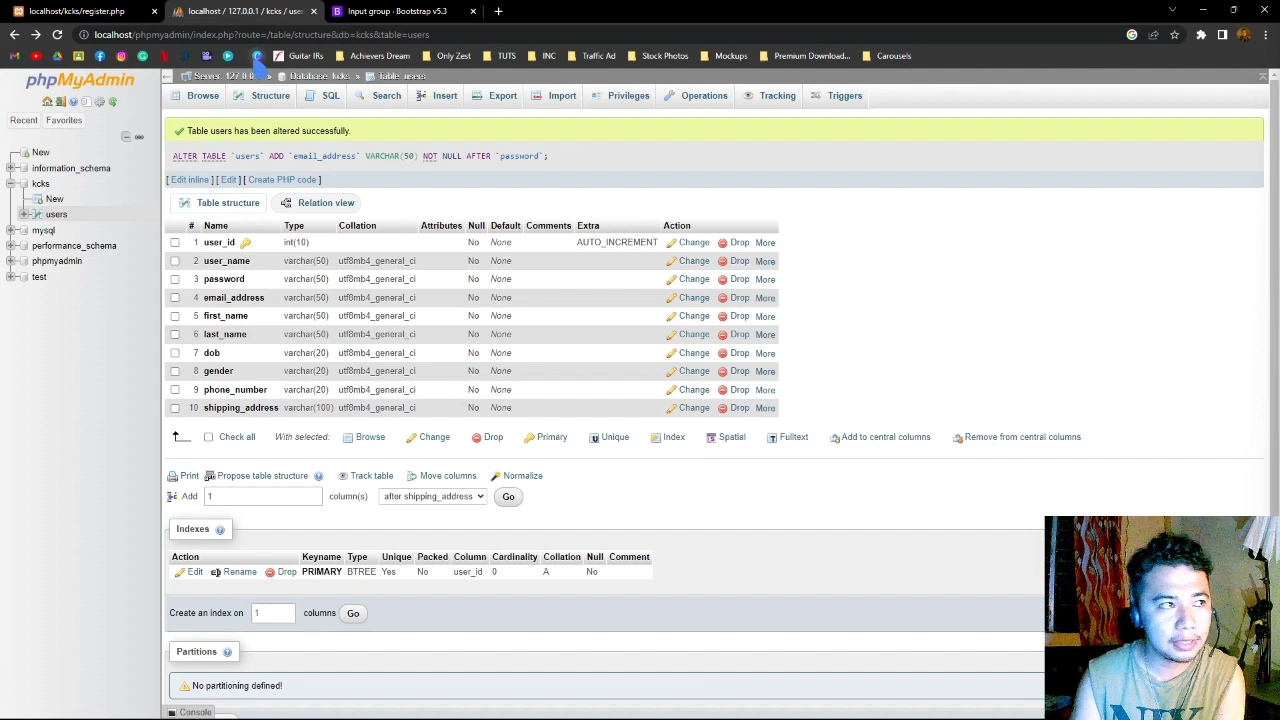 localhost/kcks/register.php
localhost / 127.0.0.1 / kcks / user
Input group · Bootstrap v5.3
localhost/phpmyadmin/index.php?route=/table/structure&db=kcks&table=users
Guitar IRs
Achievers Dream
Only Zest
TUTS
INC
Traffic Ad
Stock Photos
Mockups
Premium Download...
Carousels
phpMyAdmin
Recent
Favorites
New
information_schema
kcks
New
users
mysql
performance_schema
phpmyadmin
test
Server: 127.0.0.1 » Database: kcks » Table: users
Browse
Structure
SQL
Search
Insert
Export
Import
Privileges
Operations
Tracking
Triggers
Table users has been altered successfully.
ALTER TABLE `users` ADD `email_address` VARCHAR(50) NOT NULL AFTER `password`;
[ Edit inline ] [ Edit ] [ Create PHP code ]
Table structure
Relation view
# Name Type Collation Attributes Null Default Comments Extra Action
1 user_id int(10) No None AUTO_INCREMENT Change Drop More
2 user_name varchar(50) utf8mb4_general_ci No None Change Drop More
3 password varchar(50) utf8mb4_general_ci No None Change Drop More
4 email_address varchar(50) utf8mb4_general_ci No None Change Drop More
5 first_name varchar(50) utf8mb4_general_ci No None Change Drop More
6 last_name varchar(50) utf8mb4_general_ci No None Change Drop More
7 dob varchar(20) utf8mb4_general_ci No None Change Drop More
8 gender varchar(20) utf8mb4_general_ci No None Change Drop More
9 phone_number varchar(20) utf8mb4_general_ci No None Change Drop More
10 shipping_address varchar(100) utf8mb4_general_ci No None Change Drop More
Check all With selected: Browse Change Drop Primary Unique Index Spatial Fulltext Add to central columns Remove from central columns
Print Propose table structure Track table Move columns Normalize
Add 1 column(s) after shipping_address Go
Indexes
Action Keyname Type Unique Packed Column Cardinality Collation Null Comment
Edit Rename Drop PRIMARY BTREE Yes No user_id 0 A No
Create an index on 1 columns Go
Partitions
No partitioning defined!
Console